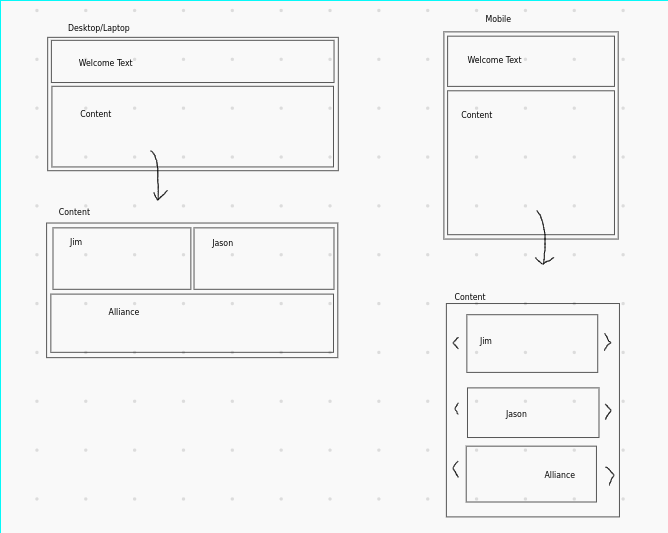 Desktop/Laptop
Welcome Text
Content
Content
Jim
Jason
Alliance
Mobile
Welcome Text
Content
Content
Jim
Jason
Alliance